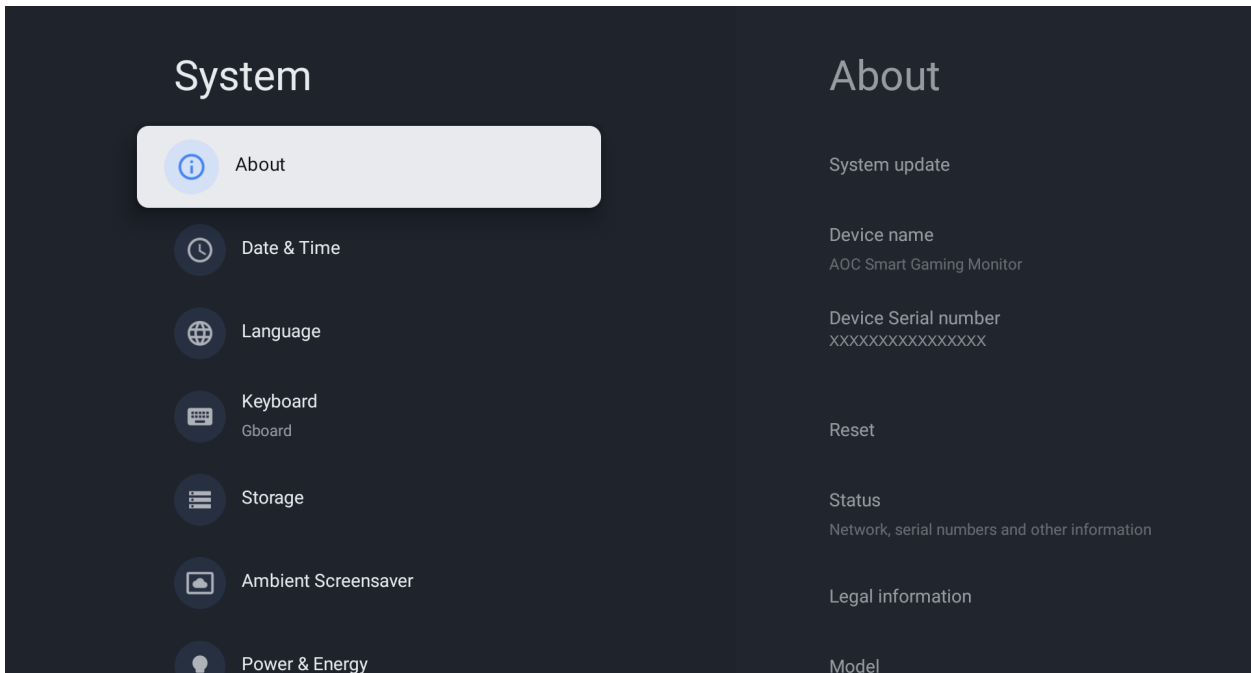 System
About
Date & Time
Language
Keyboard
Gboard
Storage
Ambient Screensaver
Power & Energy
About
System update
Device name
AOC Smart Gaming Monitor
Device Serial number
XXXXXXXXXXXXXXXX
Reset
Status
Network, serial numbers and other information
Legal information
Model